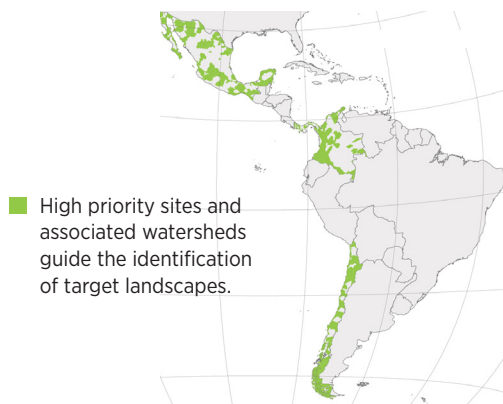 High priority sites and
associated watersheds
guide the identification
of target landscapes.